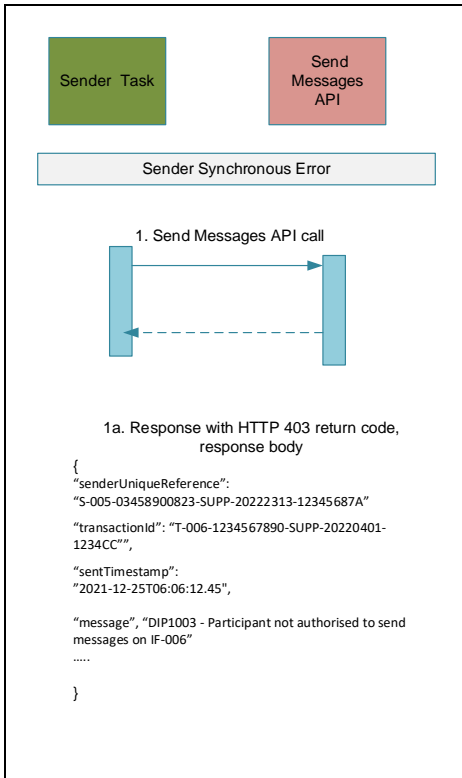 Sender  Task
Send
Messages
API
Sender Synchronous Error
1. Send Messages API call
1a. Response with HTTP 403 return code,
response body
{
“senderUniqueReference”:
“S-005-03458900823-SUPP-20222313-12345687A”
“transactionId”: “T-006-1234567890-SUPP-20220401-
1234CC””,
“sentTimestamp”:
”2021-12-25T06:06:12.45",
“message”, “DIP1003 - Participant not authorised to send
messages on IF-006”
…..
}